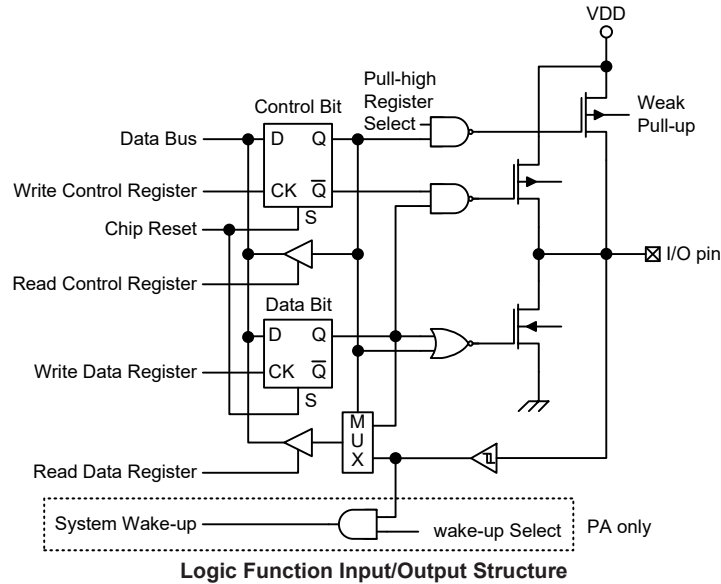 VDD
Pull-high
Register
Select
Weak
Pull-up
Control Bit
Data Bus
D
Q
Write Control Register
CK
Q̅
S
Chip Reset
I/O pin
Read Control Register
Data Bit
D
Q
Write Data Register
CK
Q̅
S
M
U
X
Read Data Register
System Wake-up
wake-up Select
PA only
Logic Function Input/Output Structure